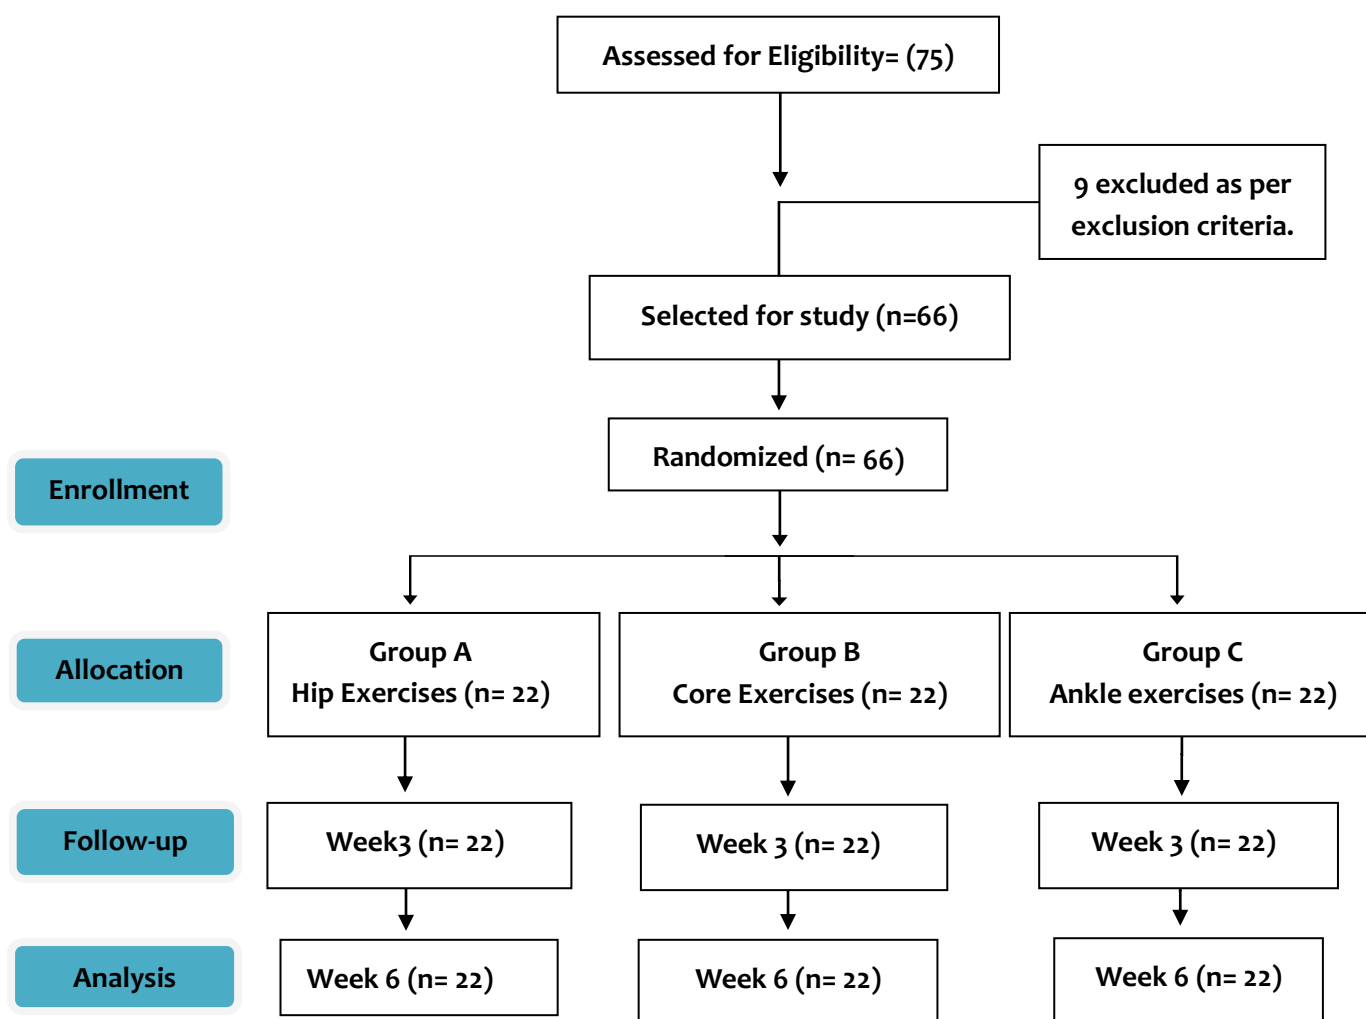 Assessed for Eligibility= (75)
9 excluded as per
exclusion criteria.
Selected for study (n=66)
Randomized (n= 66)
Enrollment
Allocation
Group A
Hip Exercises (n= 22)
Group B
Core Exercises (n= 22)
Group C
Ankle exercises (n= 22)
Follow-up
Week3 (n= 22)
Week 3 (n= 22)
Week 3 (n= 22)
Analysis
Week 6 (n= 22)
Week 6 (n= 22)
Week 6 (n= 22)